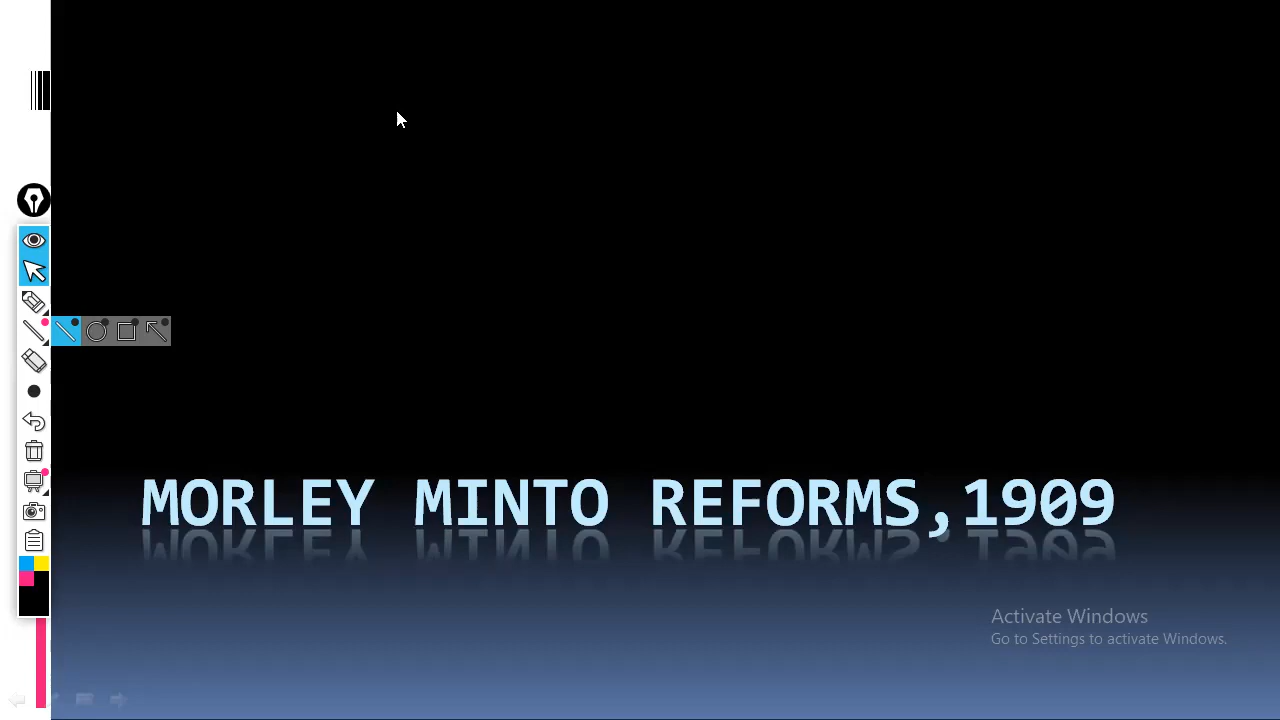 MORLEY MINTO REFORMS,1909
Activate Windows
Go to Settings to activate Windows.